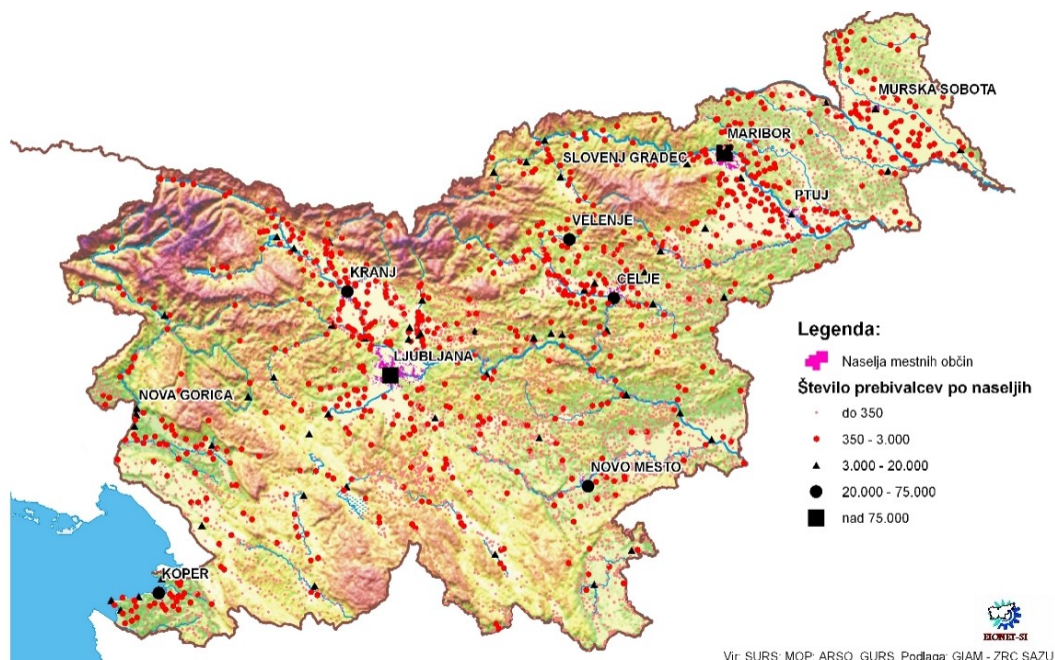 MURSKA SOBOTA
MARIBOR
SLOVENJ GRADEC
PTUJ
VELENJE
KRANJ
CELJE
LJUBLJANA
NOVA GORICA
NOVO MESTO
KOPER
Legenda:
Naselja mestnih občin
Število prebivalcev po naseljih
do 350
350 - 3.000
3.000 - 20.000
20.000 - 75.000
nad 75.000
EIONET-SI
Vir: SURS; MOP; ARSO, GURS, Podlaga: GIAM - ZRC SAZU